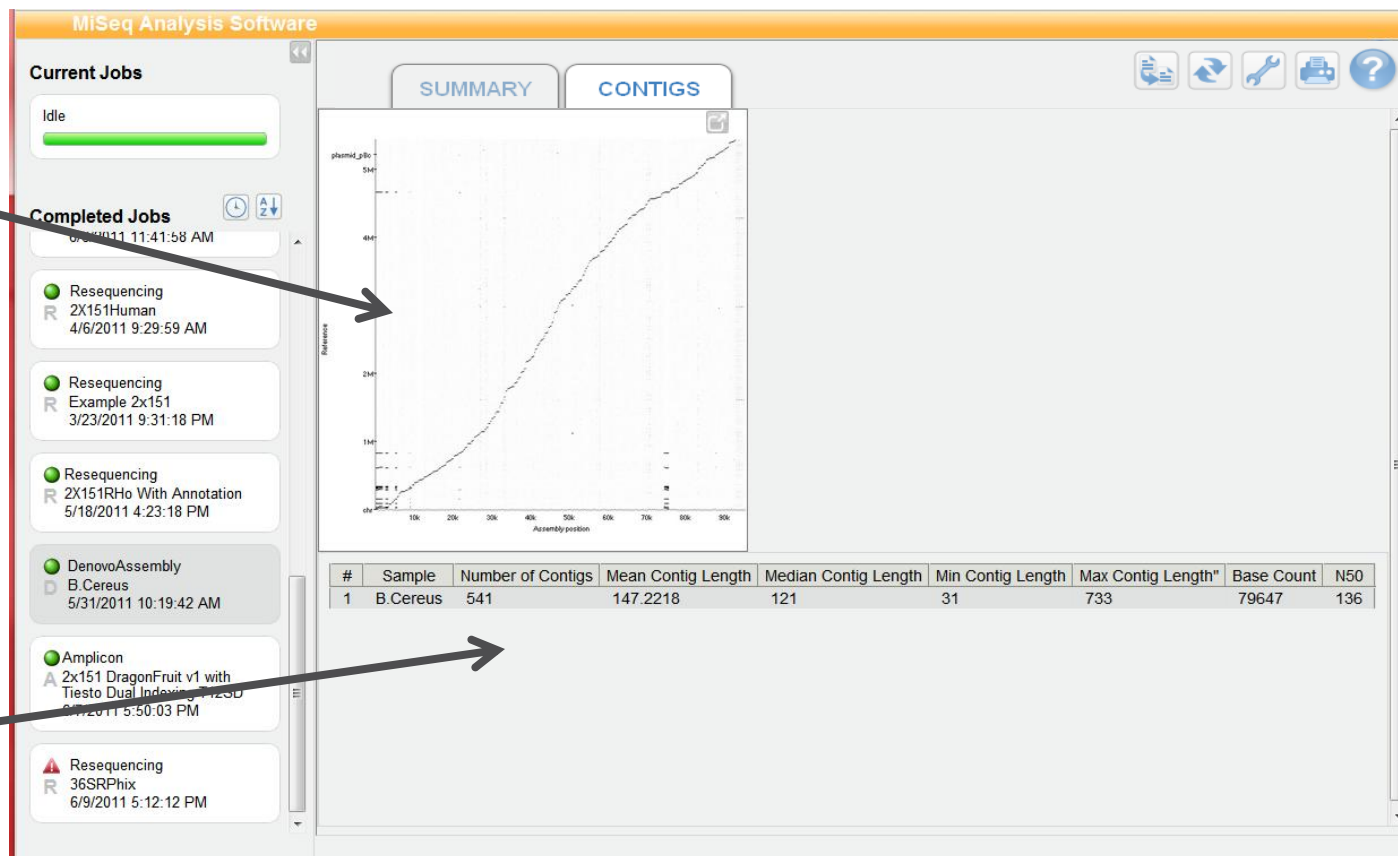 MiSeq Analysis Software
Current Jobs
Idle
Completed Jobs
A
Z
11:41:58 AM
Resequencing
R
2X151Human
4/6/2011 9:29:59 AM
Resequencing
R
Example 2x151
3/23/2011 9:31:18 PM
Resequencing
R
2X151RHo With Annotation
5/18/2011 4:23:18 PM
DenovoAssembly
D
B.Cereus
5/31/2011 10:19:42 AM
Amplicon
A
2x151 DragonFruit v1 with
Tiesto Dual Indexing
2011 5:50:03 PM
Resequencing
R
36SRPhix
6/9/2011 5:12:12 PM
SUMMARY
CONTIGS
?
plasmid_pBc
5M
4M
2M
1M
chr
Reference
10k 20k 30k 40k 50k 60k 70k 80k 90k
Assembly position
# Sample Number of Contigs Mean Contig Length Median Contig Length Min Contig Length Max Contig Length" Base Count N50
1 B.Cereus 541 147.2218 121 31 733 79647 136